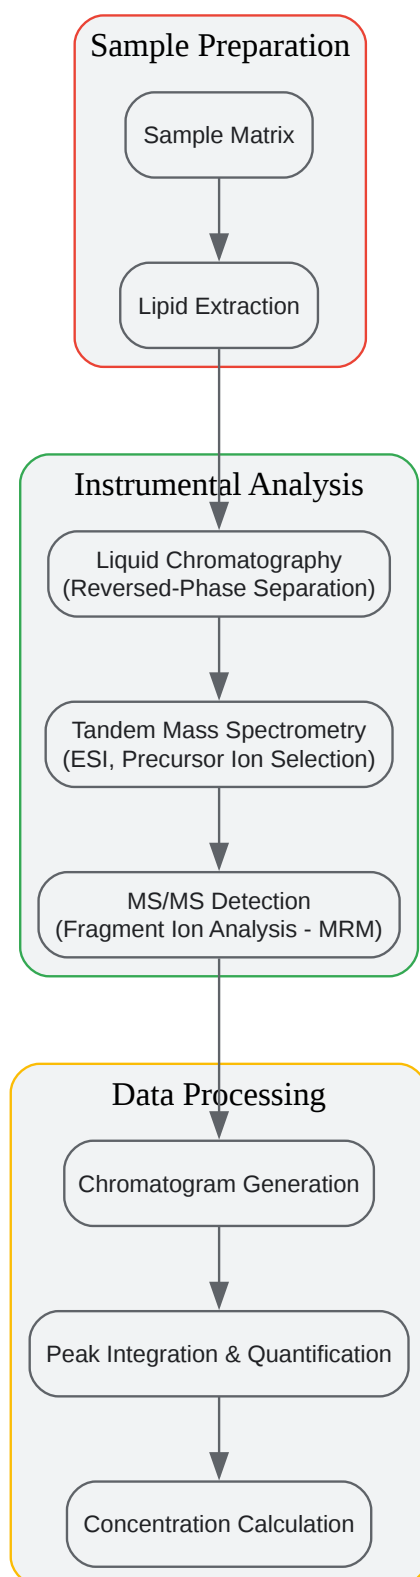 Sample Preparation
Sample Matrix
Lipid Extraction
Instrumental Analysis
Liquid Chromatography
(Reversed-Phase Separation)
Tandem Mass Spectrometry
(ESI, Precursor Ion Selection)
MS/MS Detection
(Fragment Ion Analysis - MRM)
Data Processing
Chromatogram Generation
Peak Integration & Quantification
Concentration Calculation